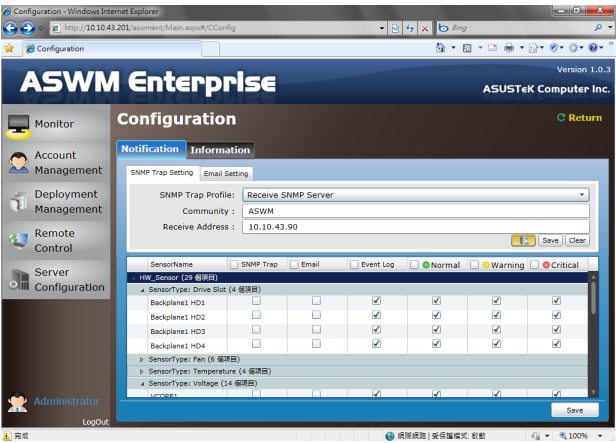 Configuration - Windows Internet Explorer
http://10.10.43.201/aswment/Main.aspx#/CConfig
Bing
Configuration
Version 1.0.3
ASWM Enterprise
ASUSTeK Computer Inc.
Monitor
Account Management
Deployment Management
Remote Control
Server Configuration
Administrator
LogOut
Configuration
Return
Notification Information
SNMP Trap Setting Email Setting
SNMP Trap Profile: Receive SNMP Server
Community : ASWM
Receive Address : 10.10.43.90
Save Clear
SensorName SNMP Trap Email Event Log Normal Warning Critical
HW_Sensor (29 個項目)
SensorType: Drive Slot (4 個項目)
Backplane1 HD1
Backplane1 HD2
Backplane1 HD3
Backplane1 HD4
SensorType: Fan (6 個項目)
SensorType: Temperature (4 個項目)
SensorType: Voltage (14 個項目)
VCORE1
Save
完成
網際網路 | 受保護模式: 啟動
100%